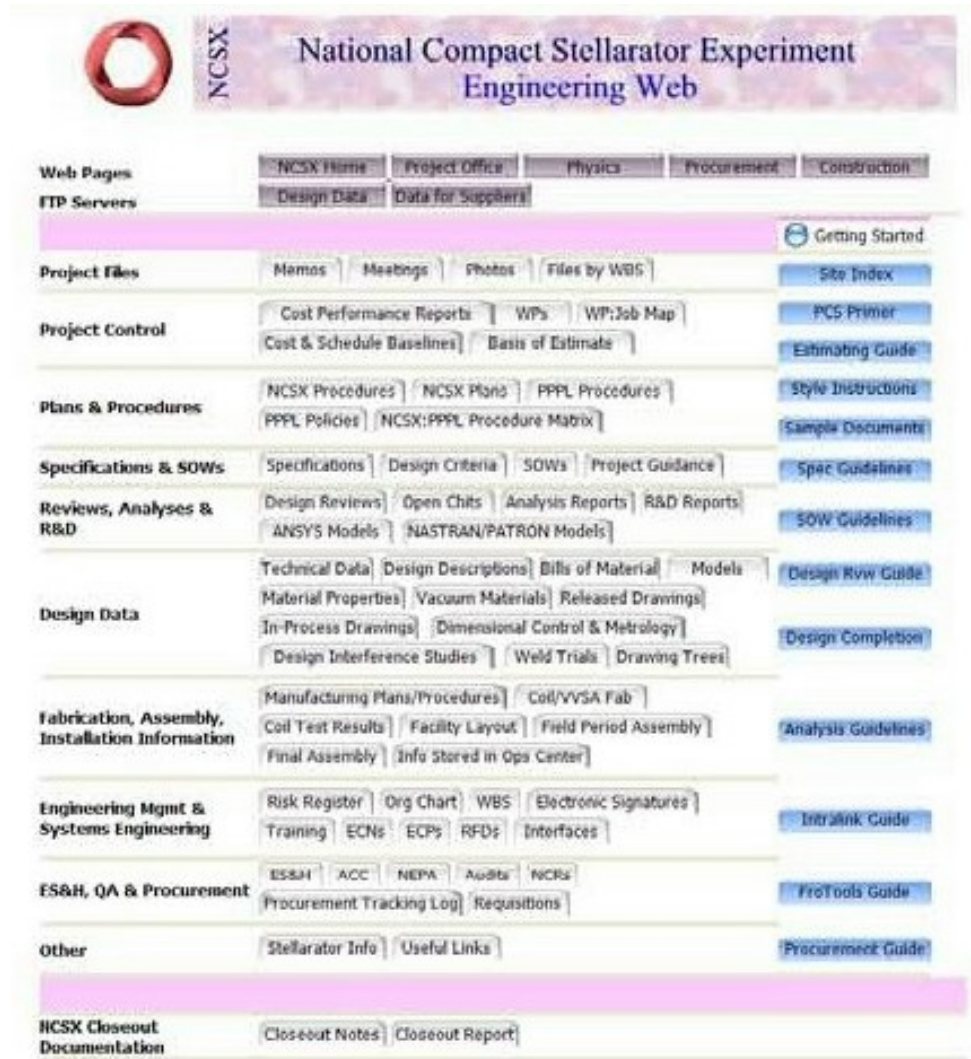 NCSX
National Compact Stellarator Experiment
Engineering Web
Web Pages NCSX Home Project Office Physics Procurement Construction
FTP Servers Design Data Data for Suppliers
Getting Started
Project Files Memos Meetings Photos Files by WBS Site Index
Project Control Cost Performance Reports WPs WP:Job Map PCS Primer
Cost & Schedule Baselines Basis of Estimate Estimating Guide
Plans & Procedures NCSX Procedures NCSX Plans PPPL Procedures Style Instructions
PPPL Policies NCSX:PPPL Procedure Matrix Sample Documents
Specifications & SOWs Specifications Design Criteria SOWs Project Guidance Spec Guidelines
Reviews, Analyses & Design Reviews Open Chits Analysis Reports R&D Reports
R&D ANSYS Models NASTRAN/PATRON Models SOW Guidelines
Technical Data Design Descriptions Bills of Material Models Design Rvw Guide
Material Properties Vacuum Materials Released Drawings
Design Data In-Process Drawings Dimensional Control & Metrology Design Completion
Design Interference Studies Weld Trials Drawing Trees
Manufacturing Plans/Procedures Coil/VVSA Fab
Fabrication, Assembly, Coil Test Results Facility Layout Field Period Assembly Analysis Guidelines
Installation Information Final Assembly Info Stored in Ops Center
Engineering Mgmt & Risk Register Org Chart WBS Electronic Signatures
Systems Engineering Training ECNs ECPs RFDs Interfaces Intralink Guide
ES&H, QA & Procurement ES&H ACC NEPA Audits NCRs
Procurement Tracking Log Requisitions ProTools Guide
Other Stellarator Info Useful Links Procurement Guide
NCSX Closeout Closeout Notes Closeout Report
Documentation